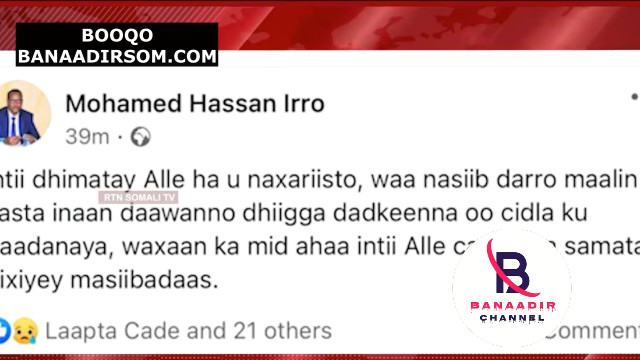 BOOQO
BANAADIRSOM.COM
Mohamed Hassan Irro
39m
ntii dhimatay Alle ha u naxariisto, waa nasiib darro maalin
RTN SOMALI TV
asta inaan daawanno dhiigga dadkeenna oo cidla ku
aadanaya, waxaan ka mid ahaa intii Alle samata
ixiyey masiibadaas.
Laapta Cade and 21 others
BANAADIR
CHANNEL